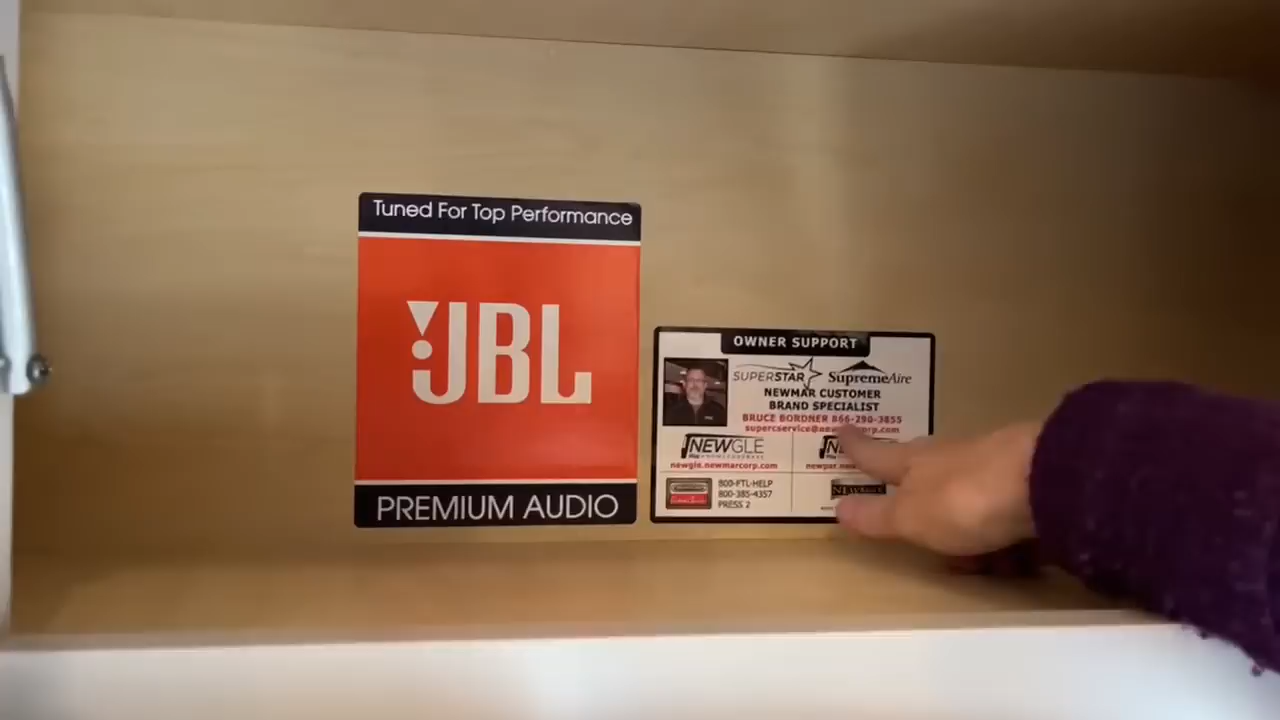 Tuned For Top Performance
JBL
PREMIUM AUDIO
OWNER SUPPORT
SUPERSTAR SupremeAire
NEWMAR CUSTOMER
BRAND SPECIALIST
BRUCE BORDNER 866-290-3855
NEWGLE
newgle.newmarcorp.com
800-FTL-HELP
800-385-4357
PRESS 2